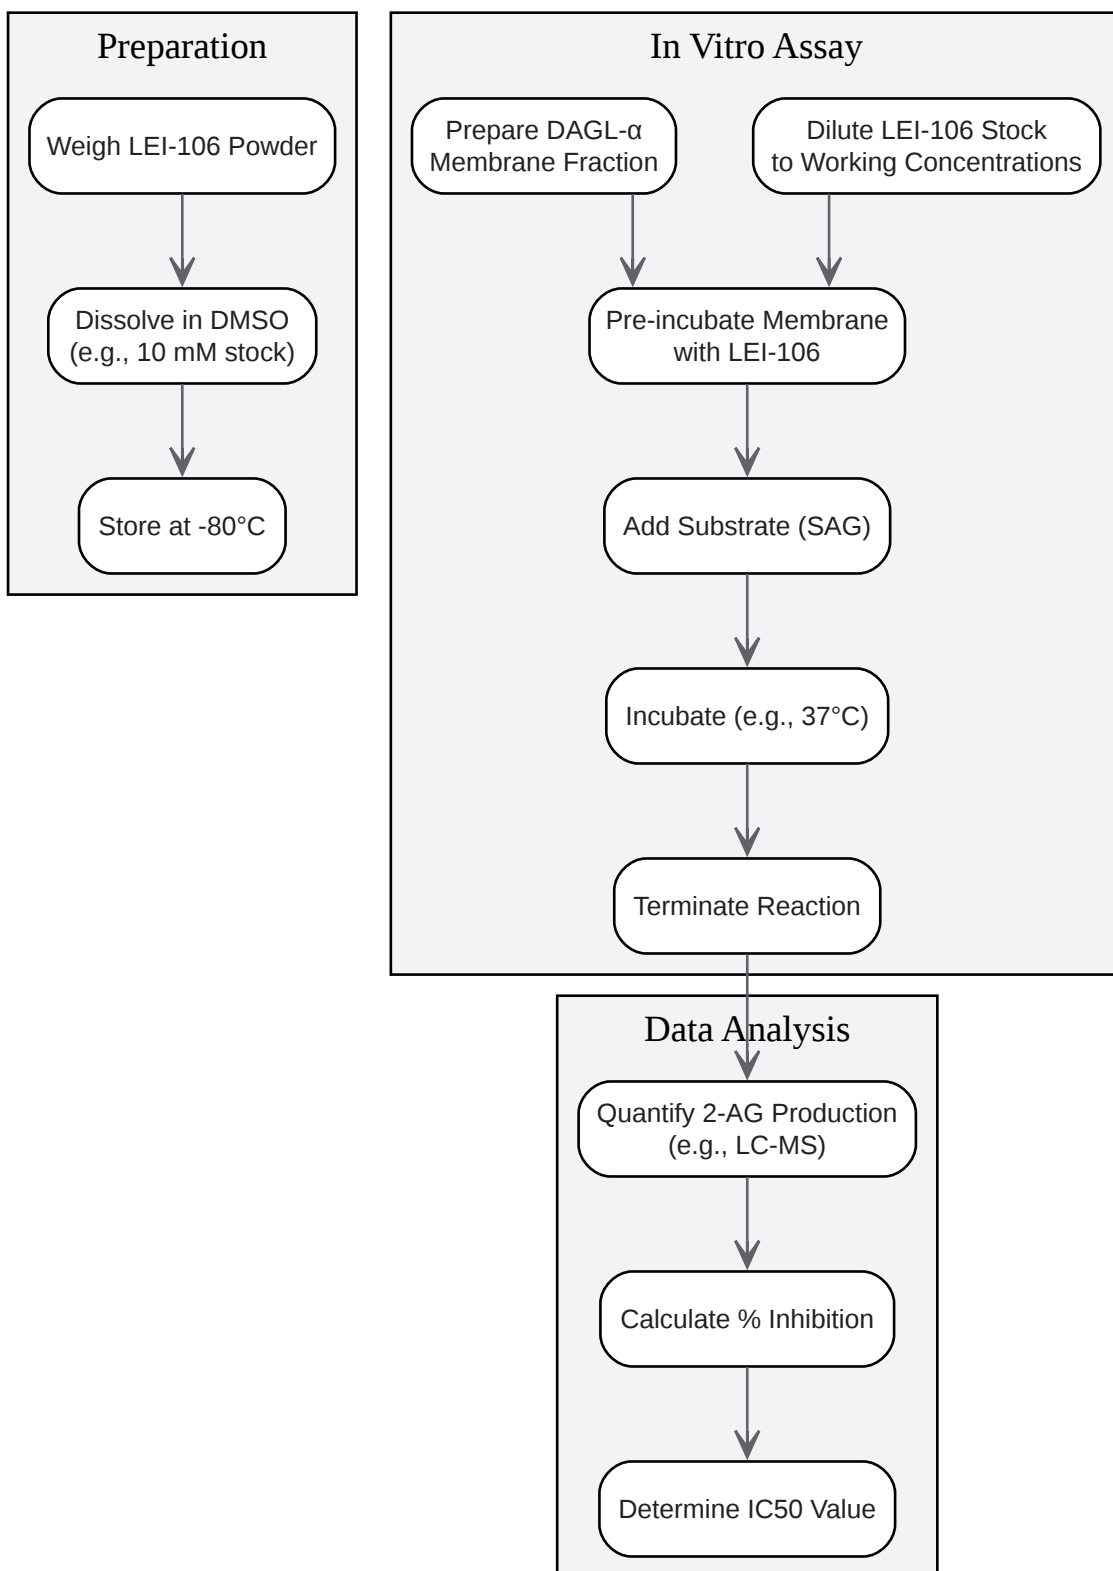 Preparation
Weigh LEI-106 Powder
Dissolve in DMSO
(e.g., 10 mM stock)
Store at -80°C
In Vitro Assay
Prepare DAGL-α
Membrane Fraction
Dilute LEI-106 Stock
to Working Concentrations
Pre-incubate Membrane
with LEI-106
Add Substrate (SAG)
Incubate (e.g., 37°C)
Terminate Reaction
Data Analysis
Quantify 2-AG Production
(e.g., LC-MS)
Calculate % Inhibition
Determine IC50 Value